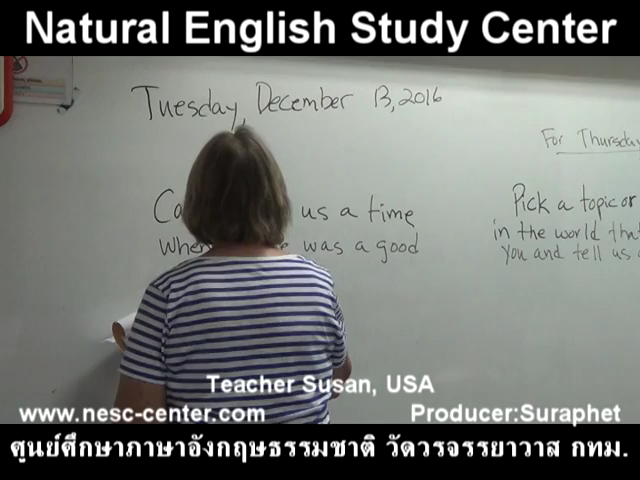 Natural English Study Center
Tuesday, December 13, 2016
For Thursday
us a time
was a good
Pick a topic or
in the world
You and tell us
Teacher Susan, USA
www.nesc-center.com
Producer:Suraphet
ศูนย์ศึกษาภาษาอังกฤษธรรมชาติ วัดวรจรรยาวาส กทม.